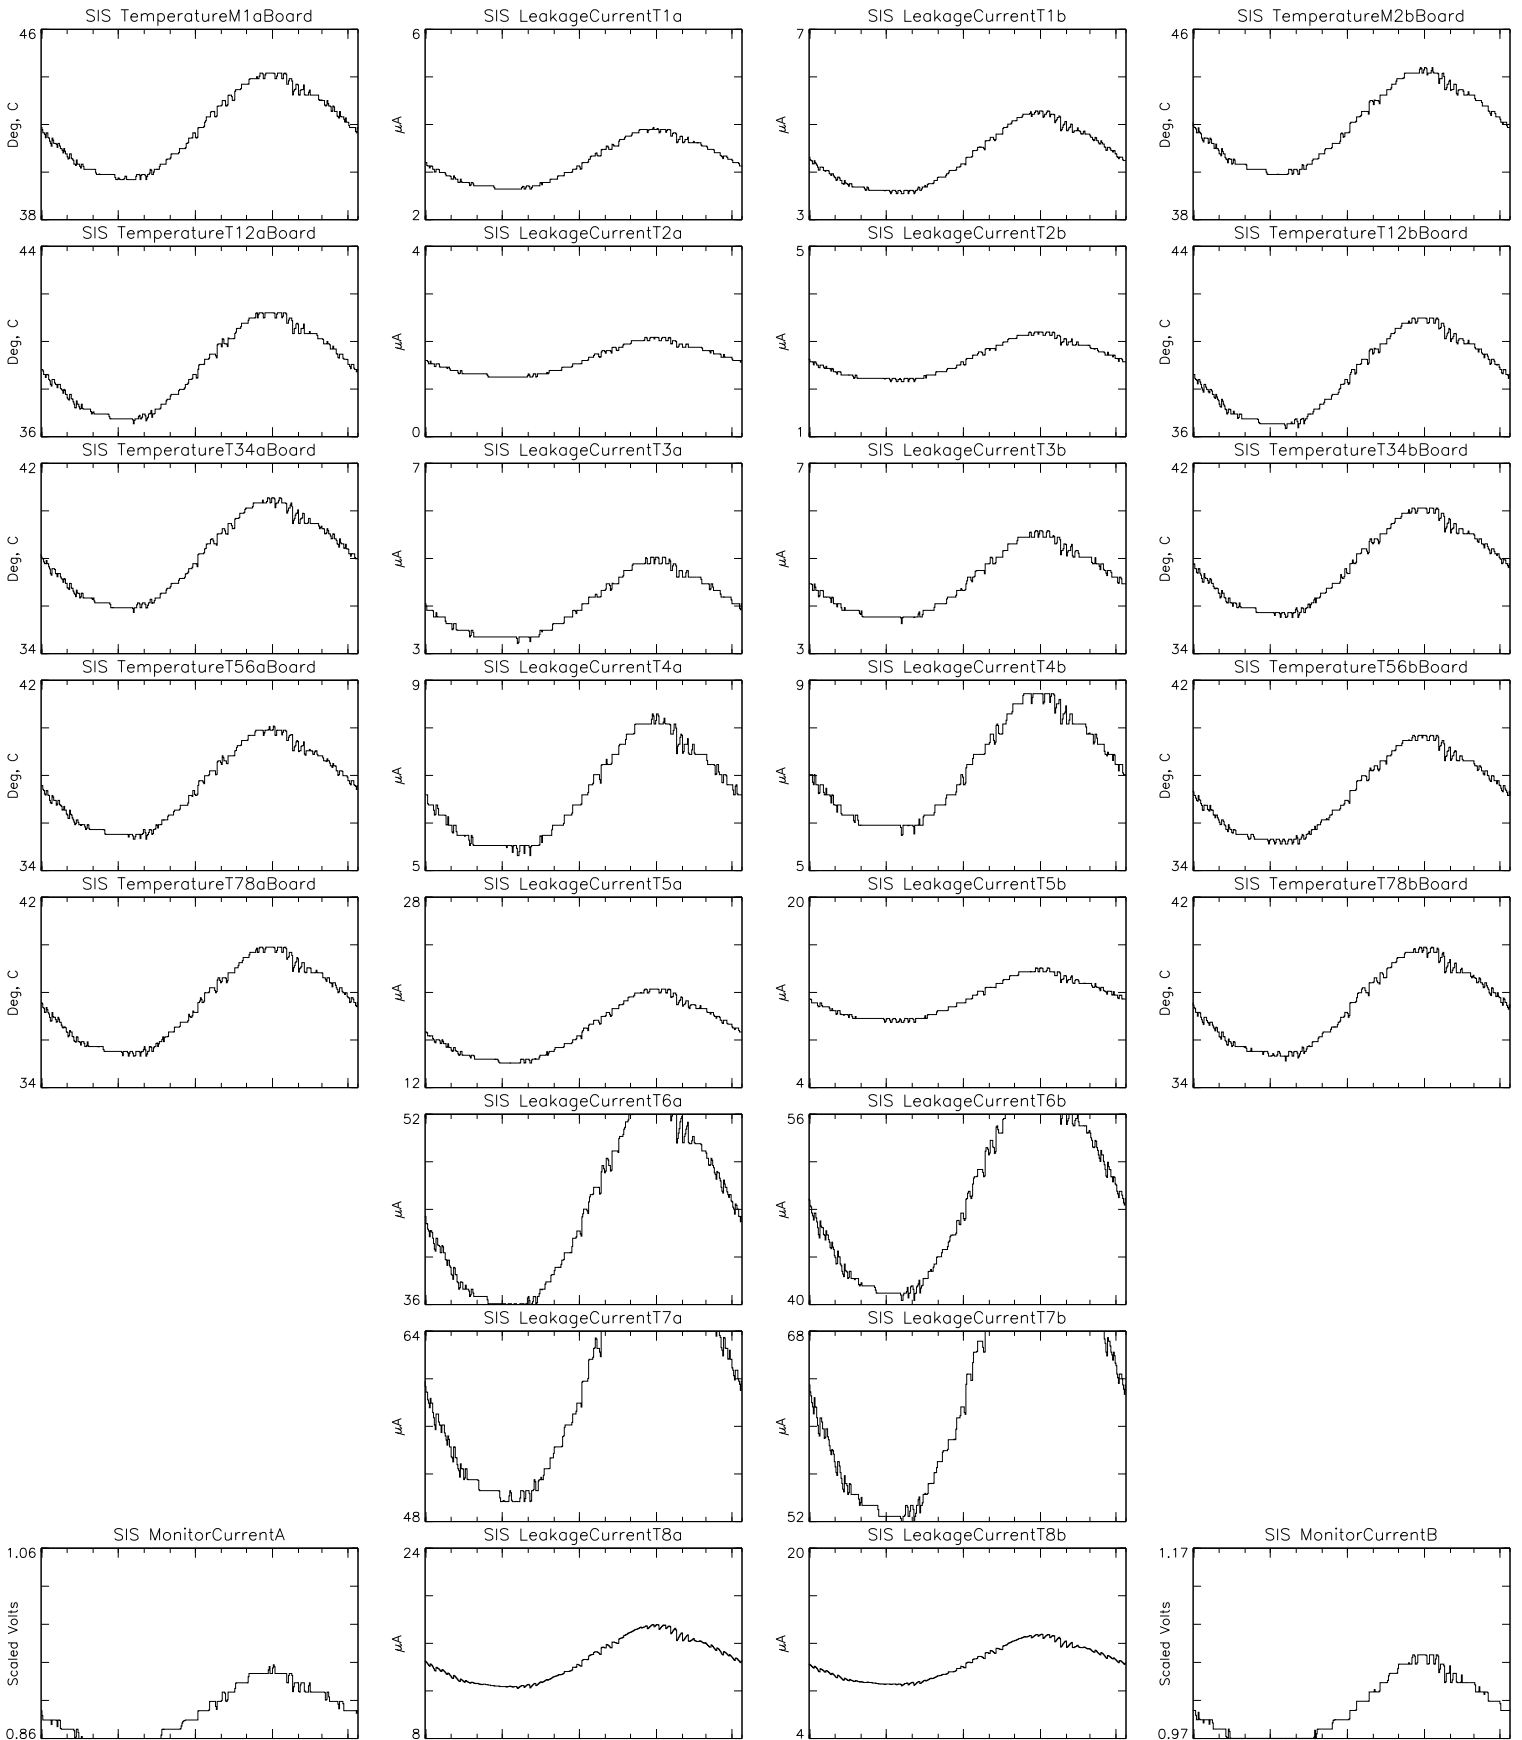 SIS TemperatureM1aBoard
46
Deg, C
38
SIS LeakageCurrentT1a
6
μA
2
SIS LeakageCurrentT1b
7
μA
3
SIS TemperatureM2bBoard
46
Deg, C
38
SIS TemperatureT12aBoard
44
Deg, C
36
SIS LeakageCurrentT2a
4
μA
0
SIS LeakageCurrentT2b
5
μA
1
SIS TemperatureT12bBoard
44
Deg, C
36
SIS TemperatureT34aBoard
42
Deg, C
34
SIS LeakageCurrentT3a
7
μA
3
SIS LeakageCurrentT3b
7
μA
3
SIS TemperatureT34bBoard
42
Deg, C
34
SIS TemperatureT56aBoard
42
Deg, C
34
SIS LeakageCurrentT4a
9
μA
5
SIS LeakageCurrentT4b
9
μA
5
SIS TemperatureT56bBoard
42
Deg, C
34
SIS TemperatureT78aBoard
42
Deg, C
34
SIS LeakageCurrentT5a
28
μA
12
SIS LeakageCurrentT5b
20
μA
4
SIS TemperatureT78bBoard
42
Deg, C
34
SIS LeakageCurrentT6a
52
μA
36
SIS LeakageCurrentT6b
56
μA
40
SIS LeakageCurrentT7a
64
μA
48
SIS LeakageCurrentT7b
68
μA
52
SIS MonitorCurrentA
1.06
Scaled Volts
0.86
SIS LeakageCurrentT8a
24
μA
8
SIS LeakageCurrentT8b
20
μA
4
SIS MonitorCurrentB
1.17
Scaled Volts
0.97